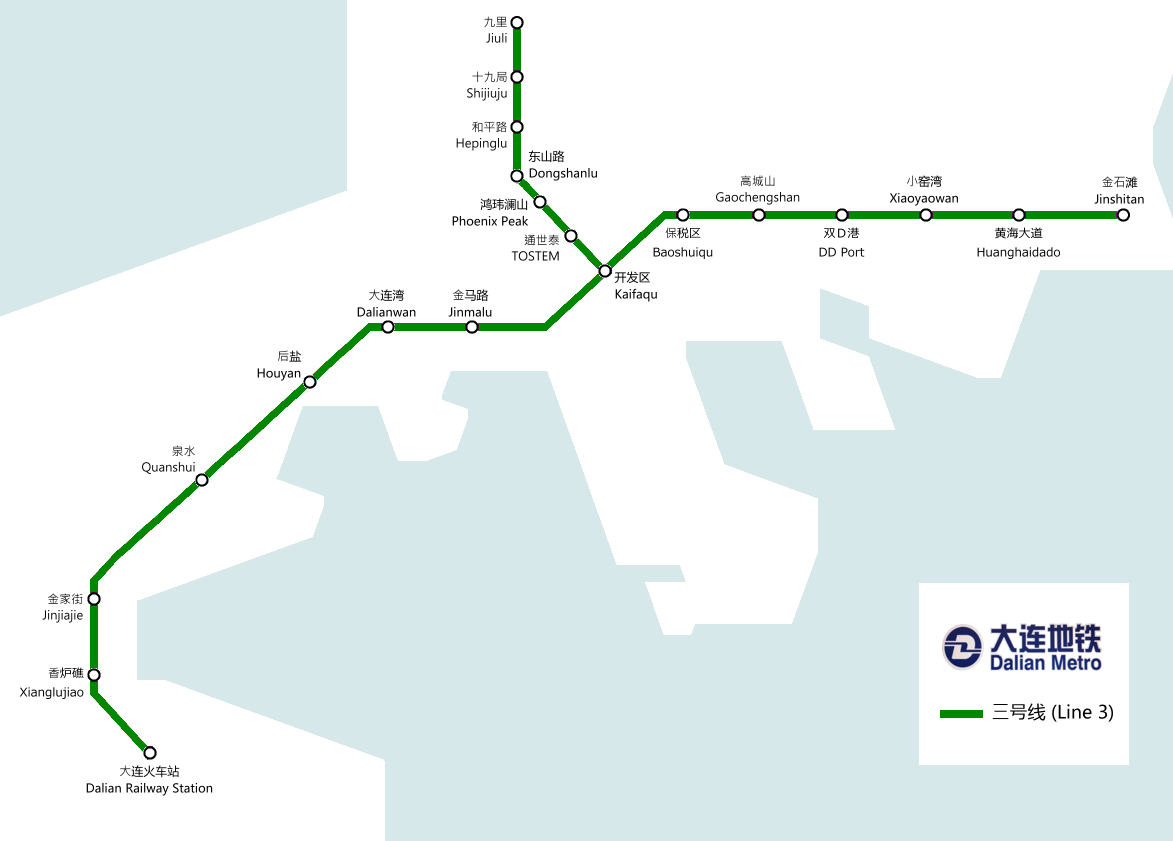 九里
Jiuli
十九局
Shijiuju
和平路
Hepinglu
东山路
Dongshanlu
鸿玮澜山
Phoenix Peak
通世泰
TOSTEM
开发区
Kaifaqu
保税区
Baoshuiqu
高城山
Gaochengshan
双D港
DD Port
小窑湾
Xiaoyaowan
黄海大道
Huanghaidado
金石滩
Jinshitan
大连湾
Dalianwan
金马路
Jinmalu
后盐
Houyan
泉水
Quanshui
金家街
Jinjiajie
香炉礁
Xianglujiao
大连火车站
Dalian Railway Station
大连地铁
Dalian Metro
三号线 (Line 3)